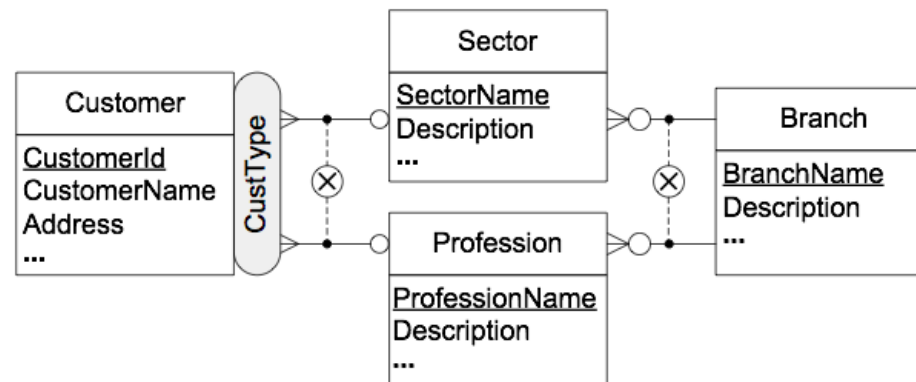 Customer
CustomerId
CustomerName
Address
...
CustType
Sector
SectorName
Description
...
Profession
ProfessionName
Description
...
Branch
BranchName
Description
...